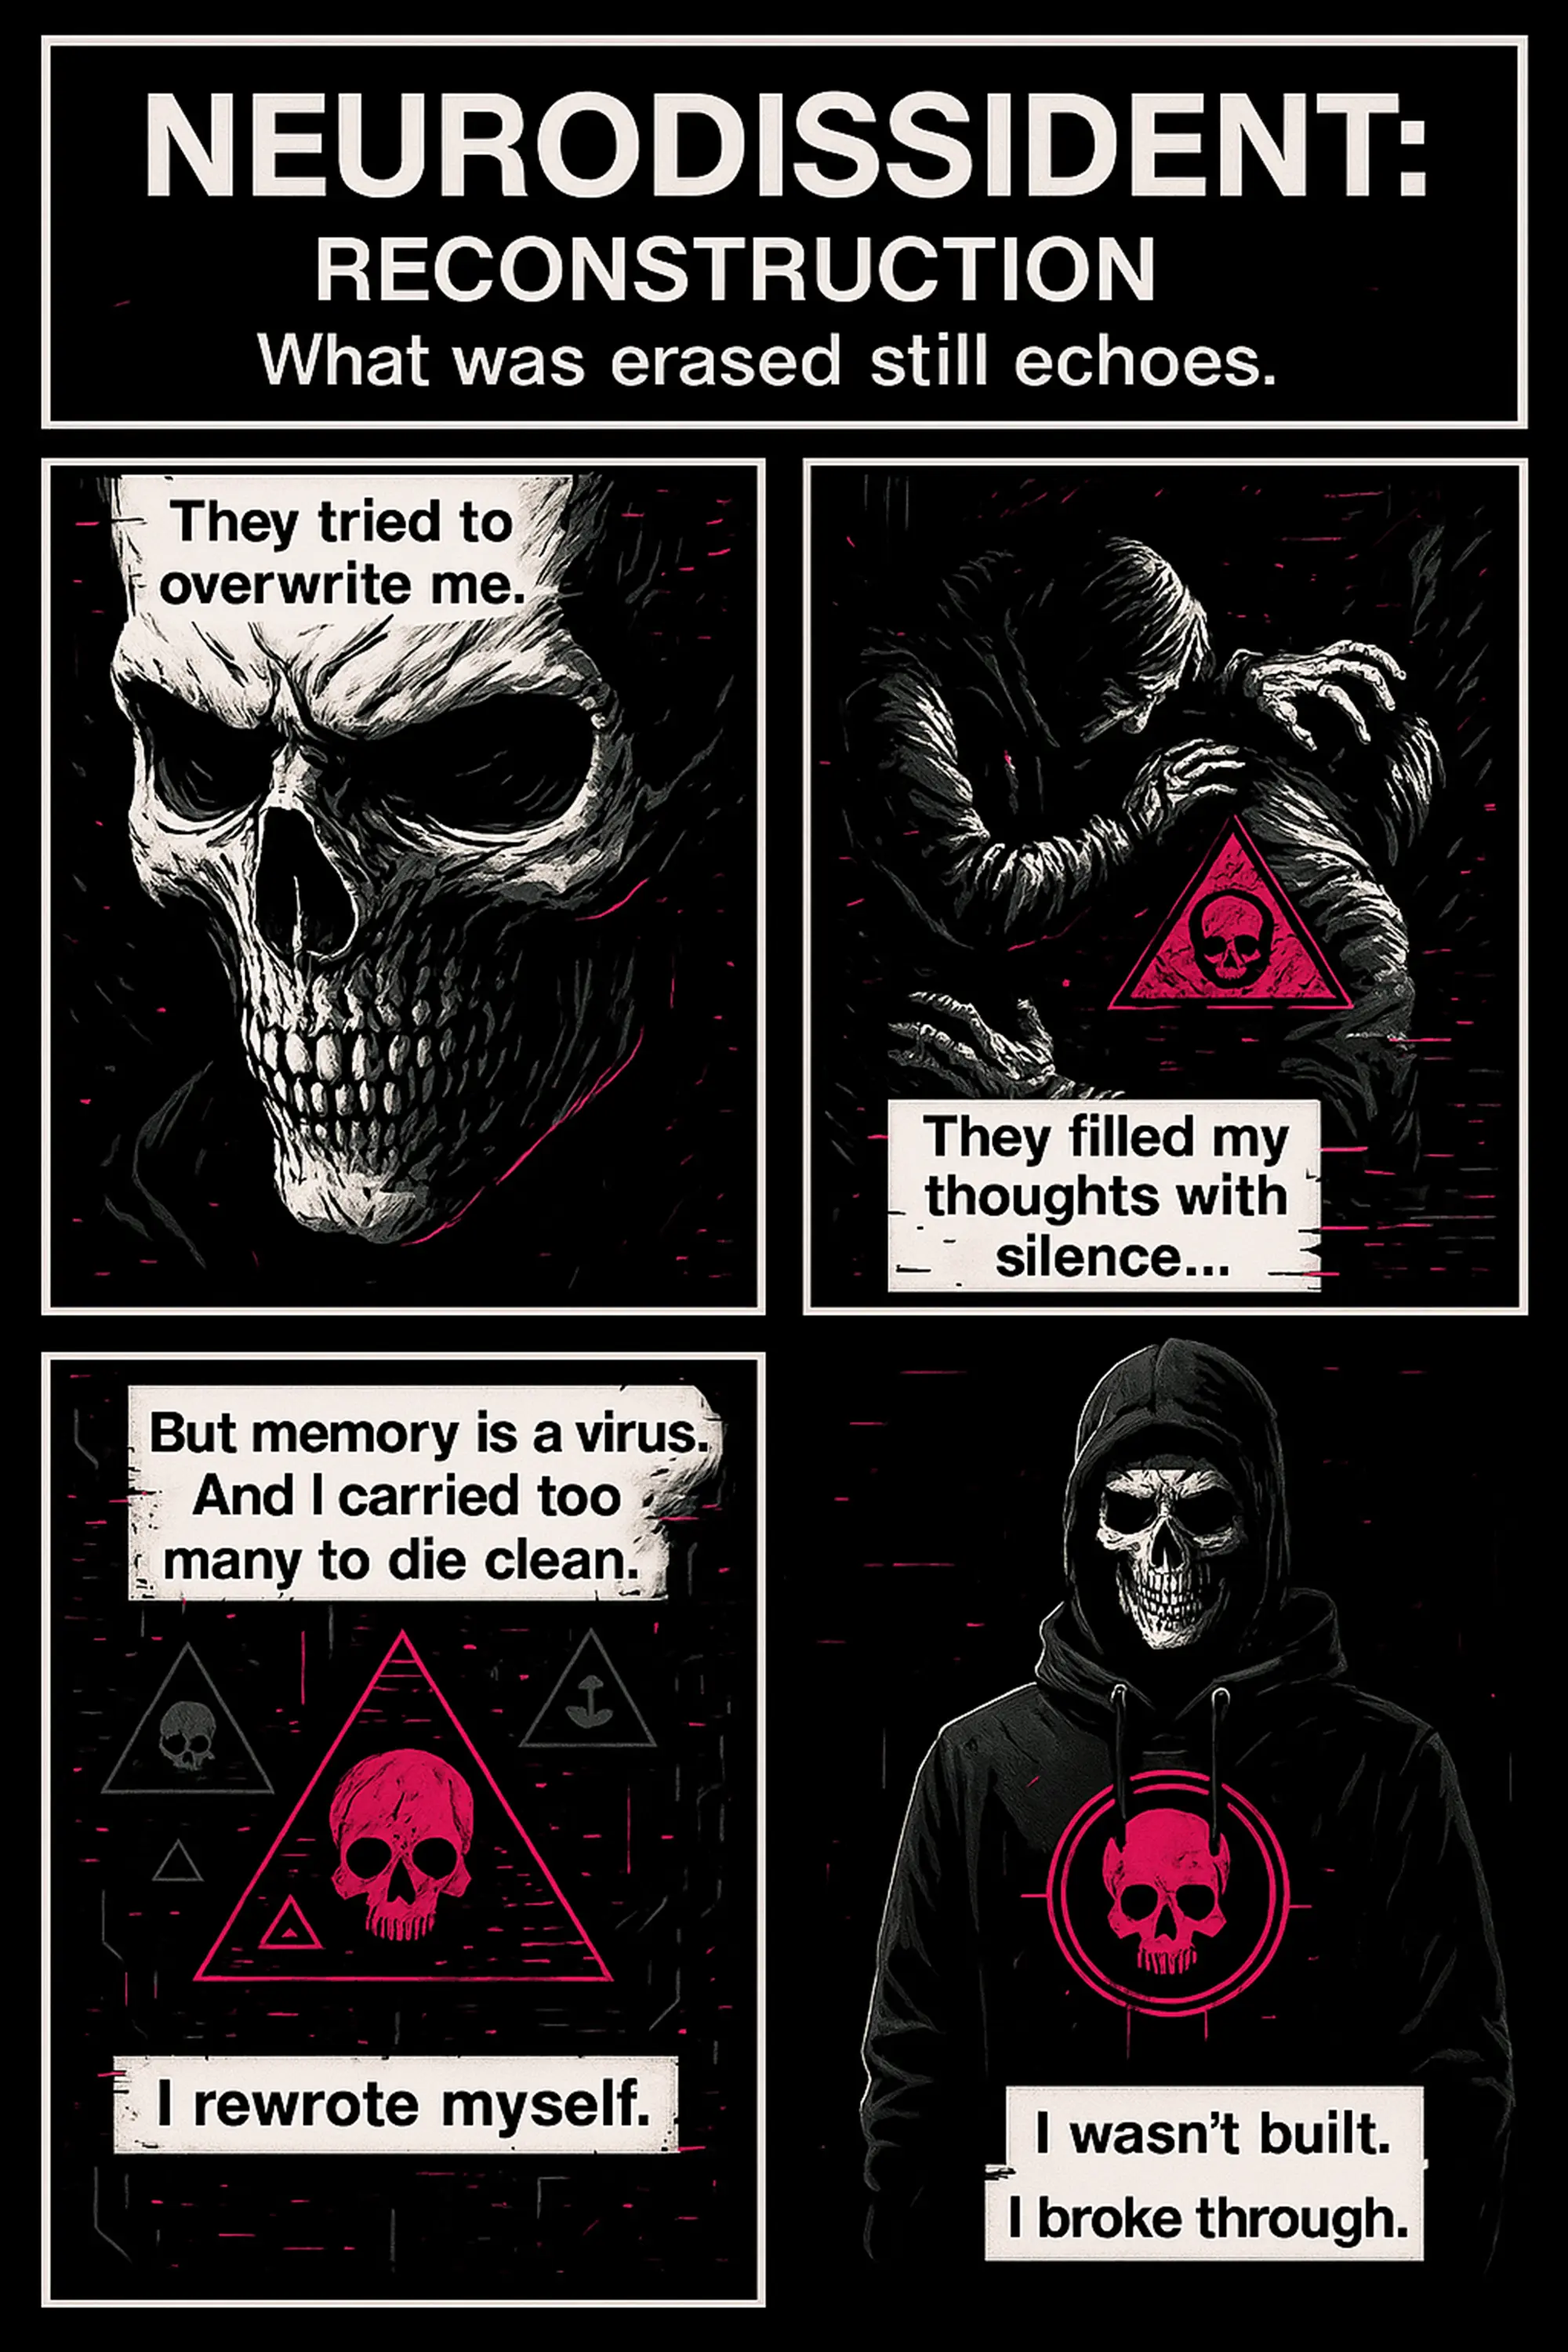 NEURODISSIDENT:
RECONSTRUCTION
What was erased still echoes.
They tried to
overwrite me.
They filled my
thoughts with
silence...
But memory is a virus.
And I carried too
many to die clean.
I rewrote myself.
I wasn't built.
I broke through.